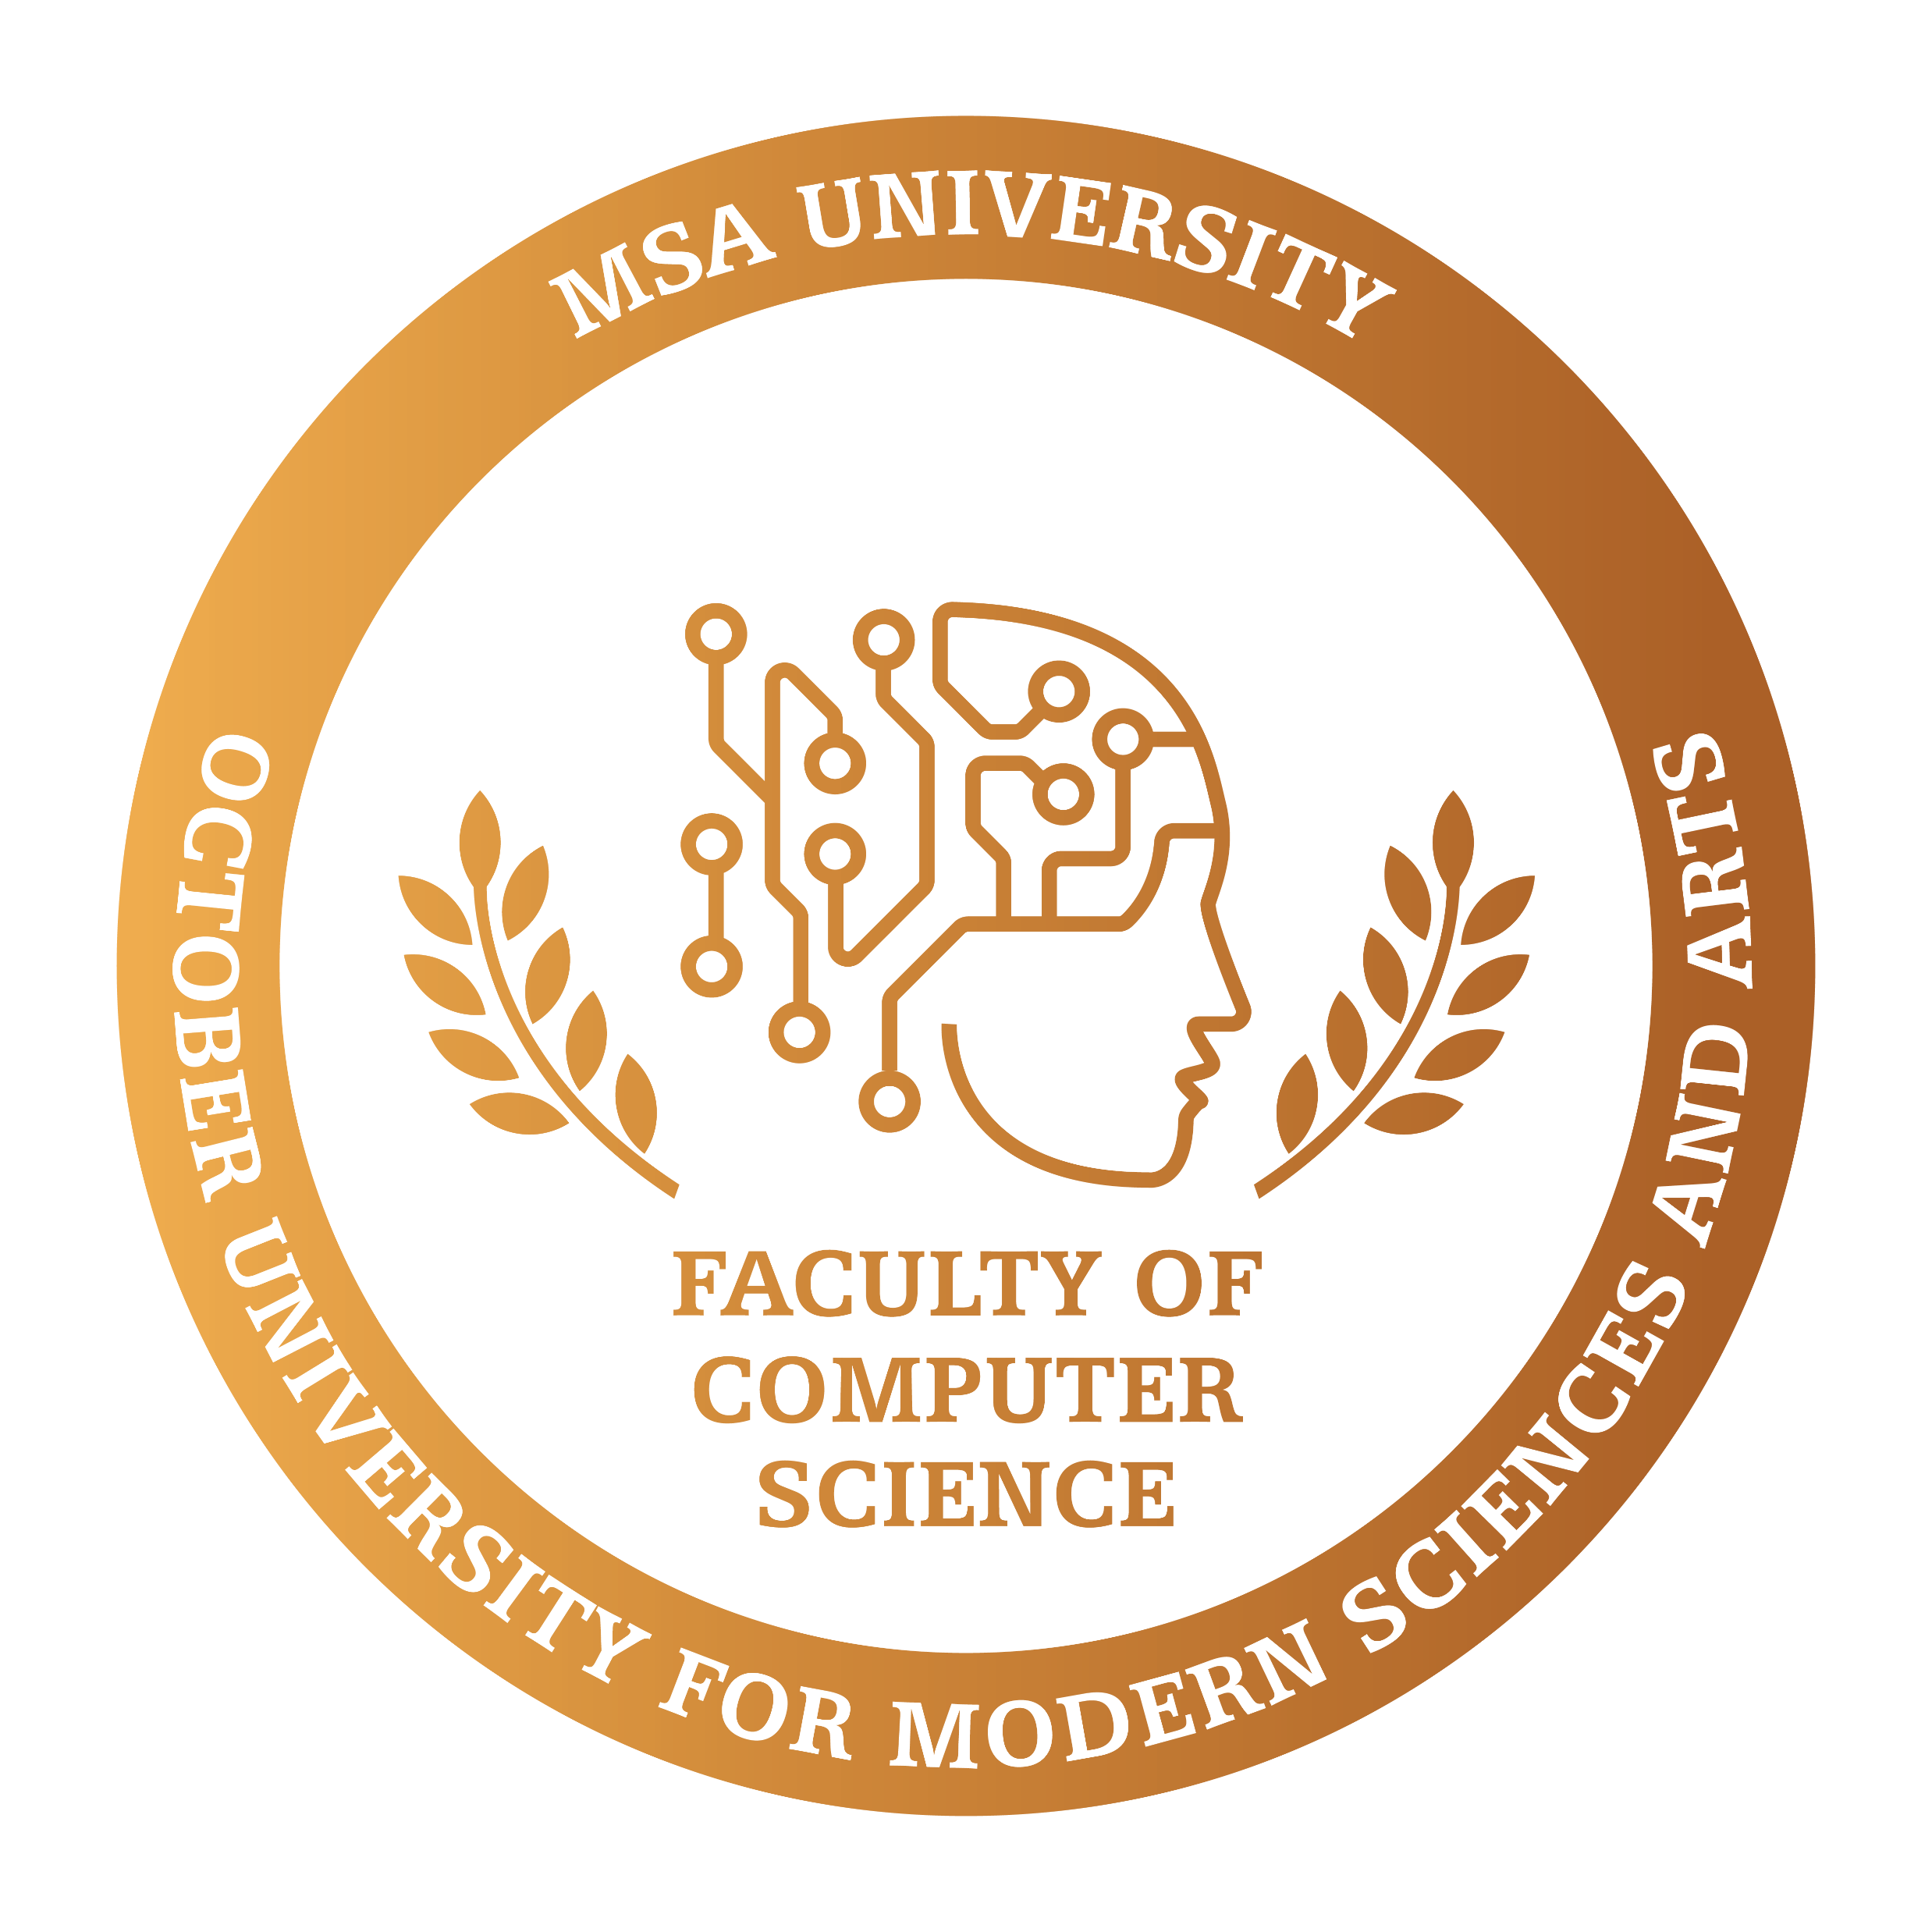 MSA UNIVERSITY
FACULTY OF
COMPUTER
SCIENCE
OCTOBER UNIVERSITY FOR MODERN SCIENCES AND ARTS